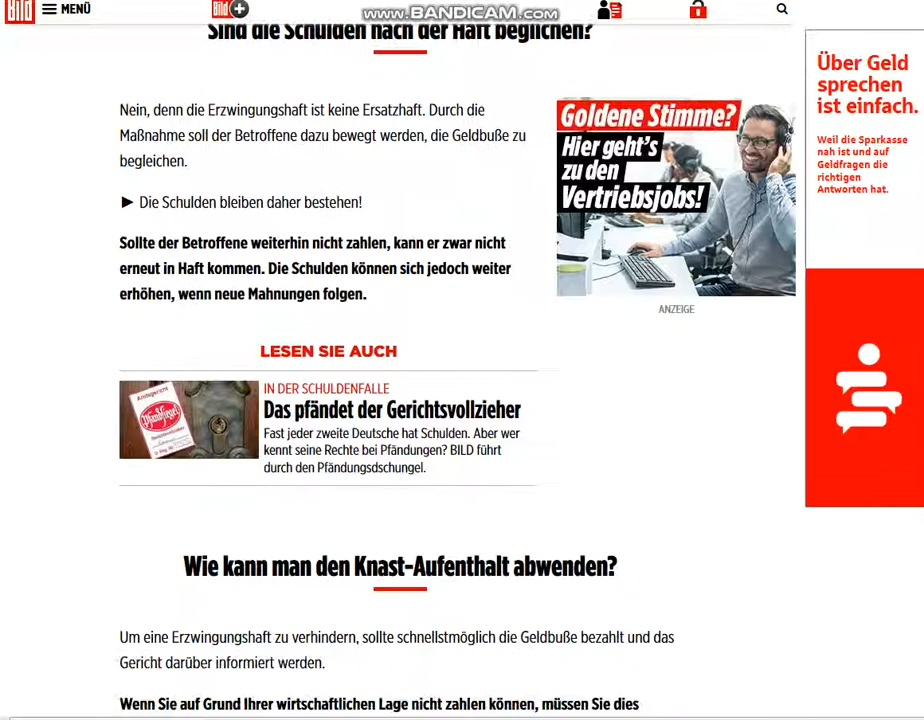 Bild
MENÜ
Bild
www.BANDICAM.com
Sind die Schulden nach der Haft beglichen?
Nein, denn die Erzwingungshaft ist keine Ersatzhaft. Durch die
Maßnahme soll der Betroffene dazu bewegt werden, die Geldbuße zu
begleichen.
► Die Schulden bleiben daher bestehen!
Sollte der Betroffene weiterhin nicht zahlen, kann er zwar nicht
erneut in Haft kommen. Die Schulden können sich jedoch weiter
erhöhen, wenn neue Mahnungen folgen.
Goldene Stimme?
Hier geht's
zu den
Vertriebsjobs!
ANZEIGE
Über Geld
sprechen
ist einfach.
Weil die Sparkasse
nah ist und auf
Geldfragen die
richtigen
Antworten hat.
LESEN SIE AUCH
Amtsgericht
Pfandsiegel
IN DER SCHULDENFALLE
Das pfändet der Gerichtsvollzieher
Fast jeder zweite Deutsche hat Schulden. Aber wer
kennt seine Rechte bei Pfändungen? BILD führt
durch den Pfändungsdschungel.
Wie kann man den Knast-Aufenthalt abwenden?
Um eine Erzwingungshaft zu verhindern, sollte schnellstmöglich die Geldbuße bezahlt und das
Gericht darüber informiert werden.
Wenn Sie auf Grund Ihrer wirtschaftlichen Lage nicht zahlen können, müssen Sie dies